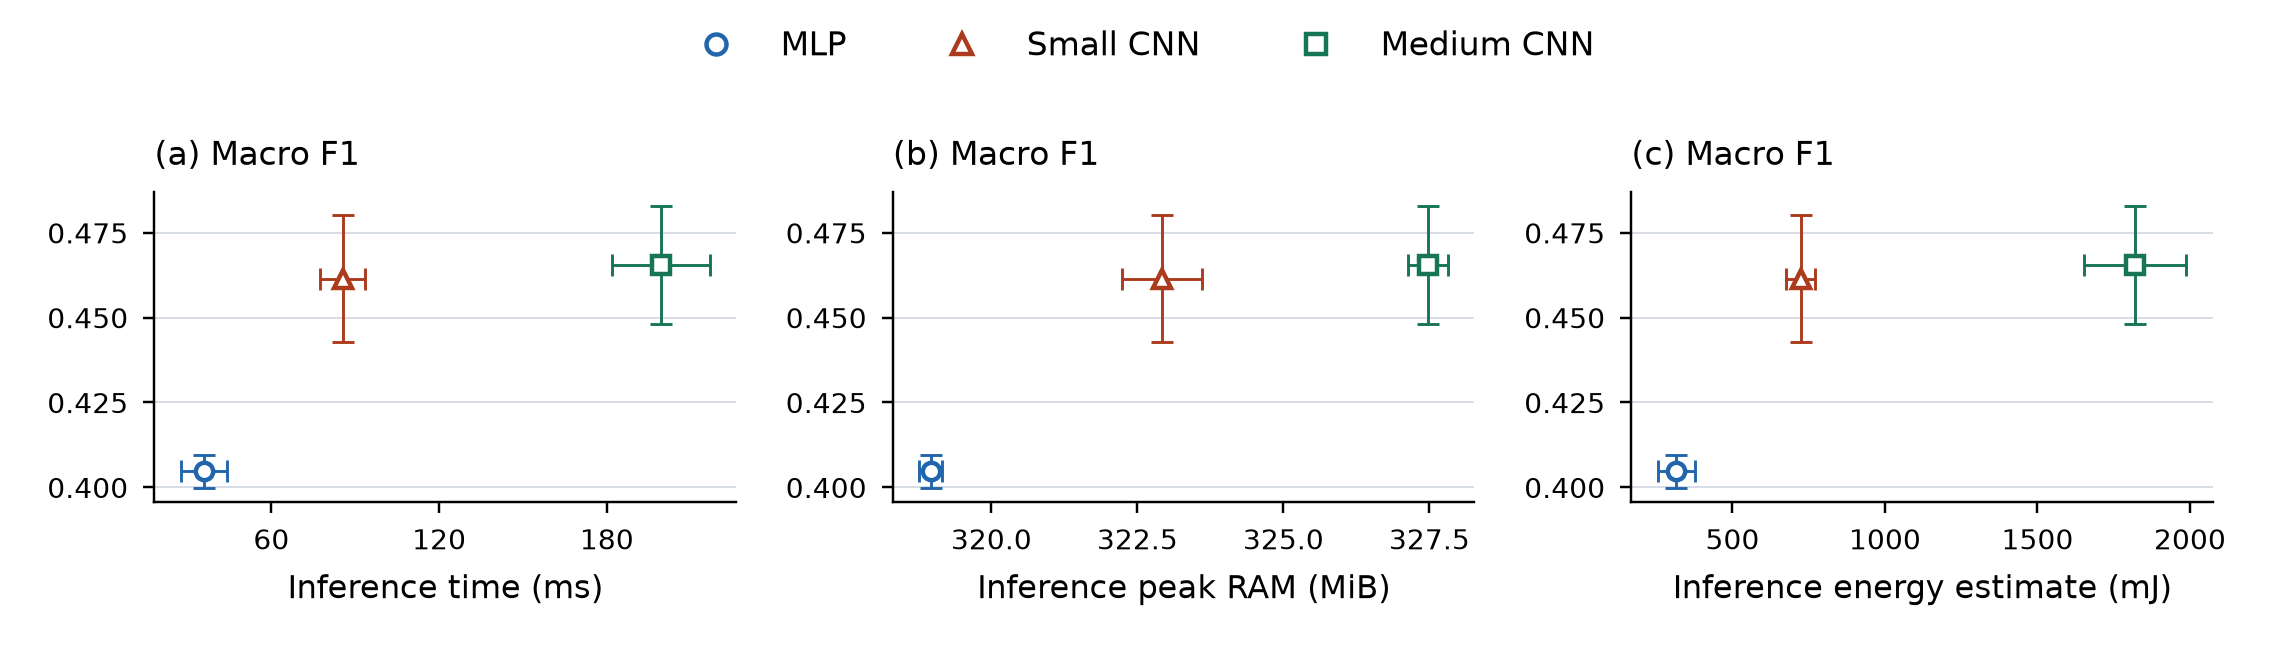 MLP Small CNN Medium CNN
(a) Macro F1
0.475
0.450
0.425
0.400
60 120 180
Inference time (ms)
(b) Macro F1
0.475
0.450
0.425
0.400
320.0 322.5 325.0 327.5
Inference peak RAM (MiB)
(c) Macro F1
0.475
0.450
0.425
0.400
500 1000 1500 2000
Inference energy estimate (mJ)